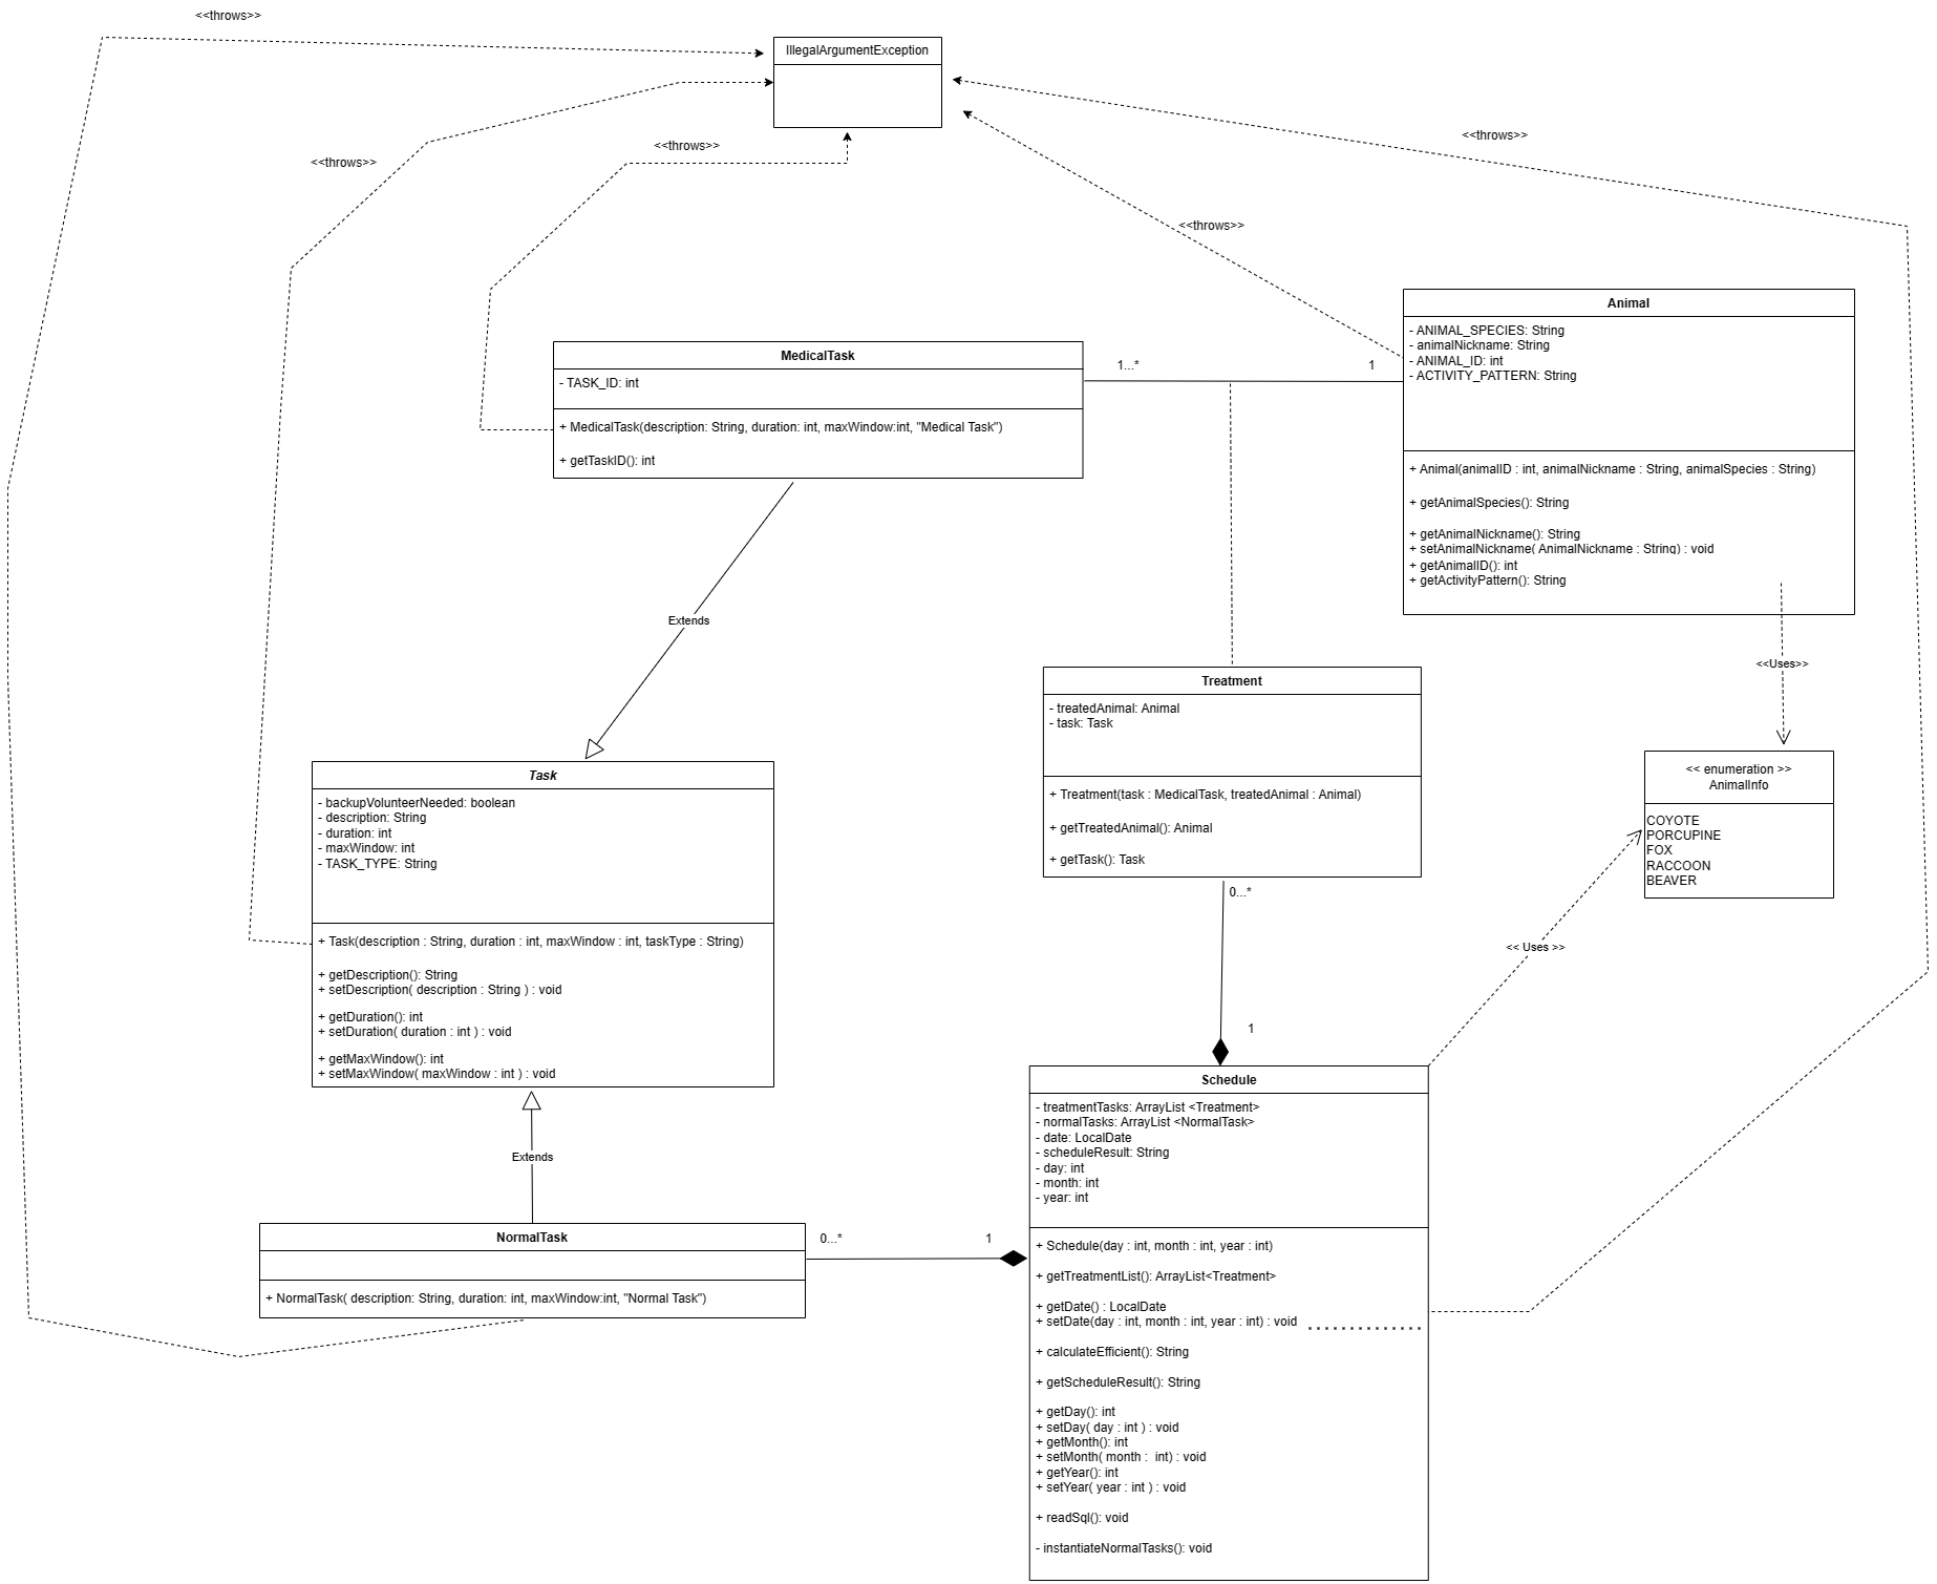 <<throws>>
IllegalArgumentException
<<throws>>
<<throws>>
<<throws>>
<<throws>>
Animal
- ANIMAL_SPECIES: String
- animalNickname: String
- ANIMAL_ID: int
- ACTIVITY_PATTERN: String
+ Animal(animalID : int, animalNickname : String, animalSpecies : String)
+ getAnimalSpecies(): String
+ getAnimalNickname(): String
+ setAnimalNickname( AnimalNickname : String) : void
+ getAnimalID(): int
+ getActivityPattern(): String
MedicalTask
- TASK_ID: int
+ MedicalTask(description: String, duration: int, maxWindow:int, "Medical Task")
+ getTaskID(): int
1...*
1
Extends
<<Uses>>
Treatment
- treatedAnimal: Animal
- task: Task
+ Treatment(task : MedicalTask, treatedAnimal : Animal)
+ getTreatedAnimal(): Animal
+ getTask(): Task
<< enumeration >>
AnimalInfo
COYOTE
PORCUPINE
FOX
RACCOON
BEAVER
Task
- backupVolunteerNeeded: boolean
- description: String
- duration: int
- maxWindow: int
- TASK_TYPE: String
+ Task(description : String, duration : int, maxWindow : int, taskType : String)
+ getDescription(): String
+ setDescription( description : String ) : void
+ getDuration(): int
+ setDuration( duration : int ) : void
+ getMaxWindow(): int
+ setMaxWindow( maxWindow : int ) : void
0...*
<< Uses >>
1
Extends
Schedule
- treatmentTasks: ArrayList <Treatment>
- normalTasks: ArrayList <NormalTask>
- date: LocalDate
- scheduleResult: String
- day: int
- month: int
- year: int
+ Schedule(day : int, month : int, year : int)
+ getTreatmentList(): ArrayList<Treatment>
+ getDate() : LocalDate
+ setDate(day : int, month : int, year : int) : void
+ calculateEfficient(): String
+ getScheduleResult(): String
+ getDay(): int
+ setDay( day : int ) : void
+ getMonth(): int
+ setMonth( month :  int) : void
+ getYear(): int
+ setYear( year : int ) : void
+ readSql(): void
- instantiateNormalTasks(): void
NormalTask
+ NormalTask( description: String, duration: int, maxWindow:int, "Normal Task")
0...*
1